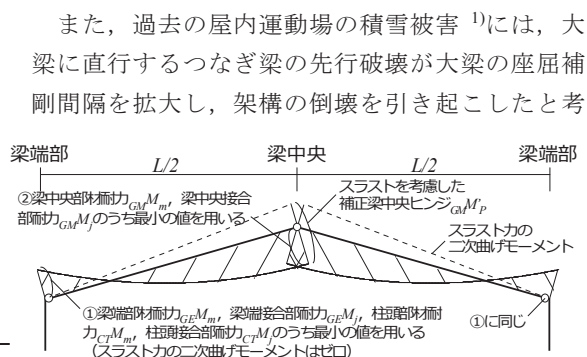 また，過去の屋内運動場の積雪被害 1)には，大
梁に直行するつなぎ梁の先行破壊が大梁の座屈補
剛間隔を拡大し，架構の倒壊を引き起こしたと考
梁端部 梁中央 梁端部
L/2 L/2
②梁中央部材耐力GMMm，梁中央接合
部耐力GMMjのうち最小の値を用いる
スラストを考慮した
補正梁中央ヒンジGMM'P
スラスト力の
二次曲げモーメント
①梁端部材耐力GEMm，梁端接合部耐力GEMj，柱頭部材耐
力CTMm，柱頭接合部耐力CTMjのうち最小の値を用いる
（スラスト力の二次曲げモーメントはゼロ）
①に同じ